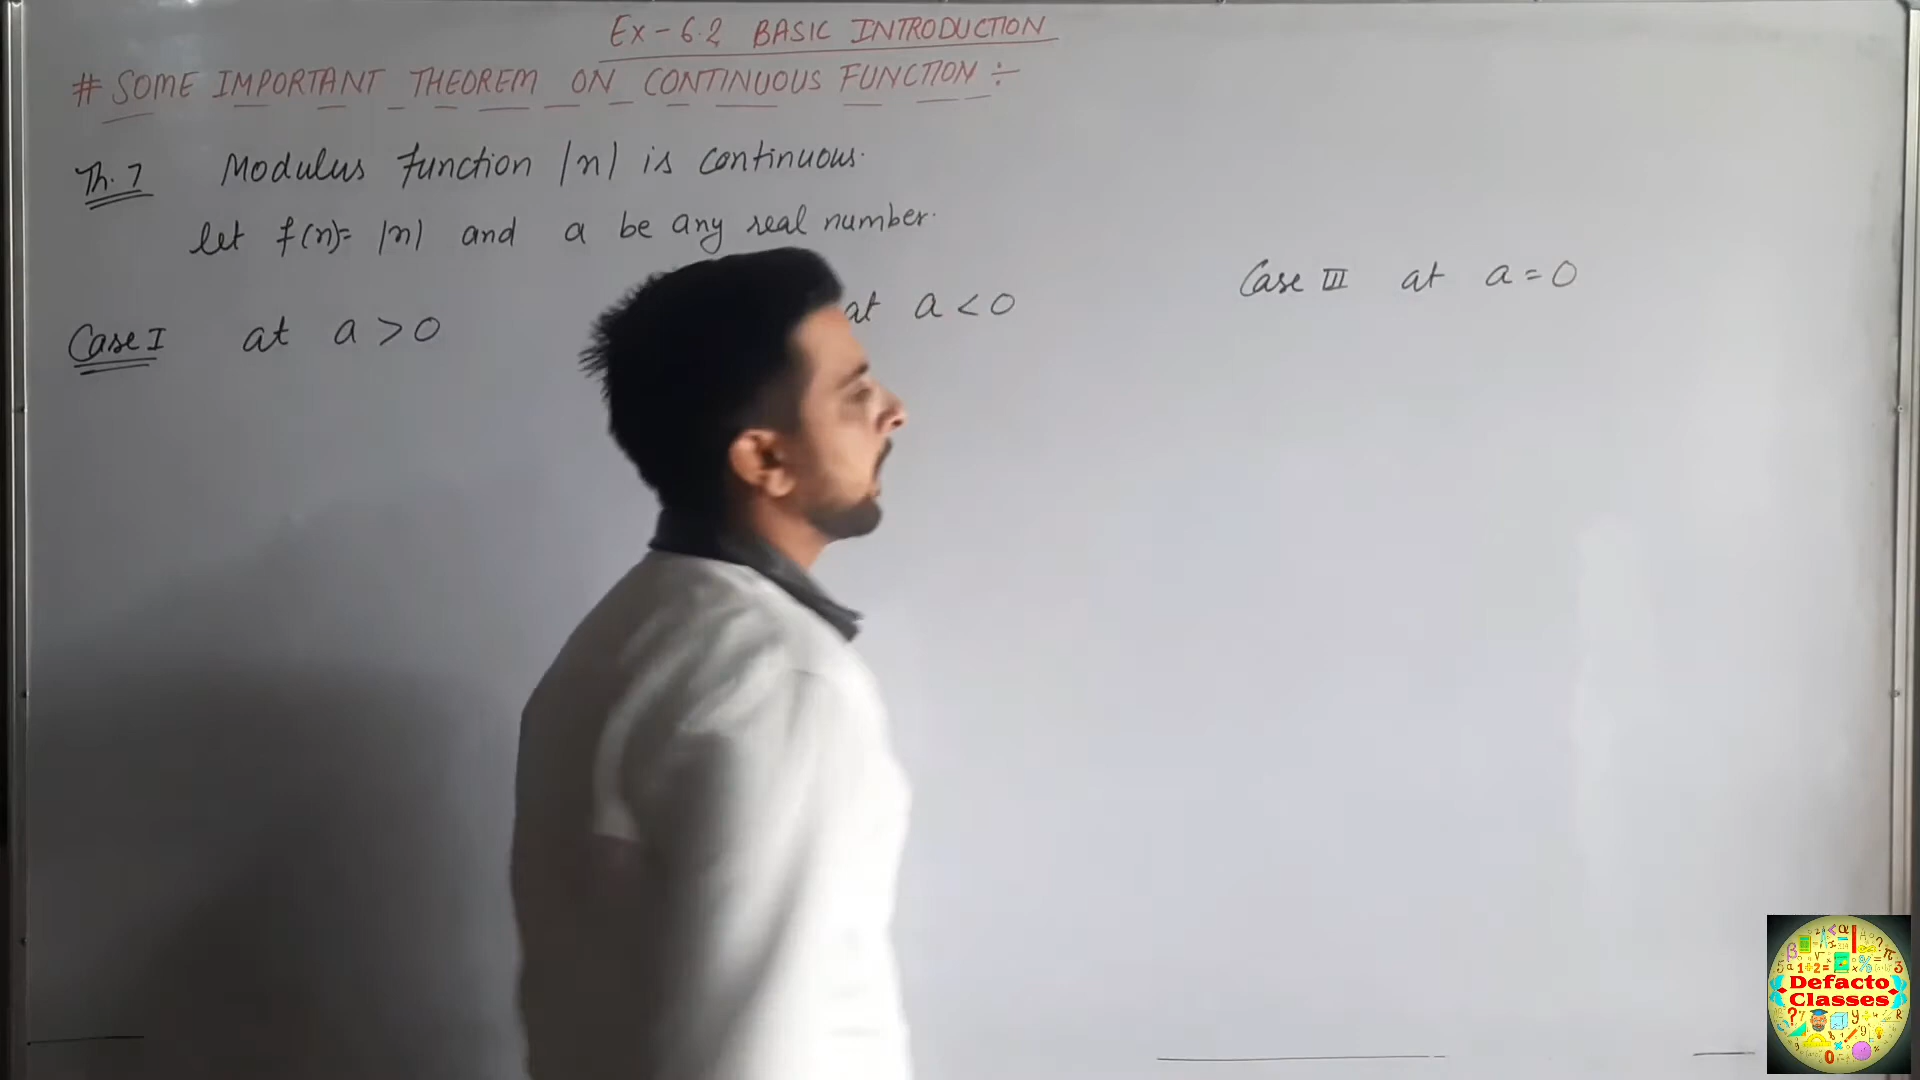 Ex-6.2 BASIC INTRODUCTION
# SOME IMPORTANT THEOREM ON CONTINUOUS FUNCTION ÷
Th. 7 Modulus function |n| is continuous.
let f(n)= |n| and a be any real number.
Case I at a > 0
at a < 0
Case III at a = 0
Defacto
Classes